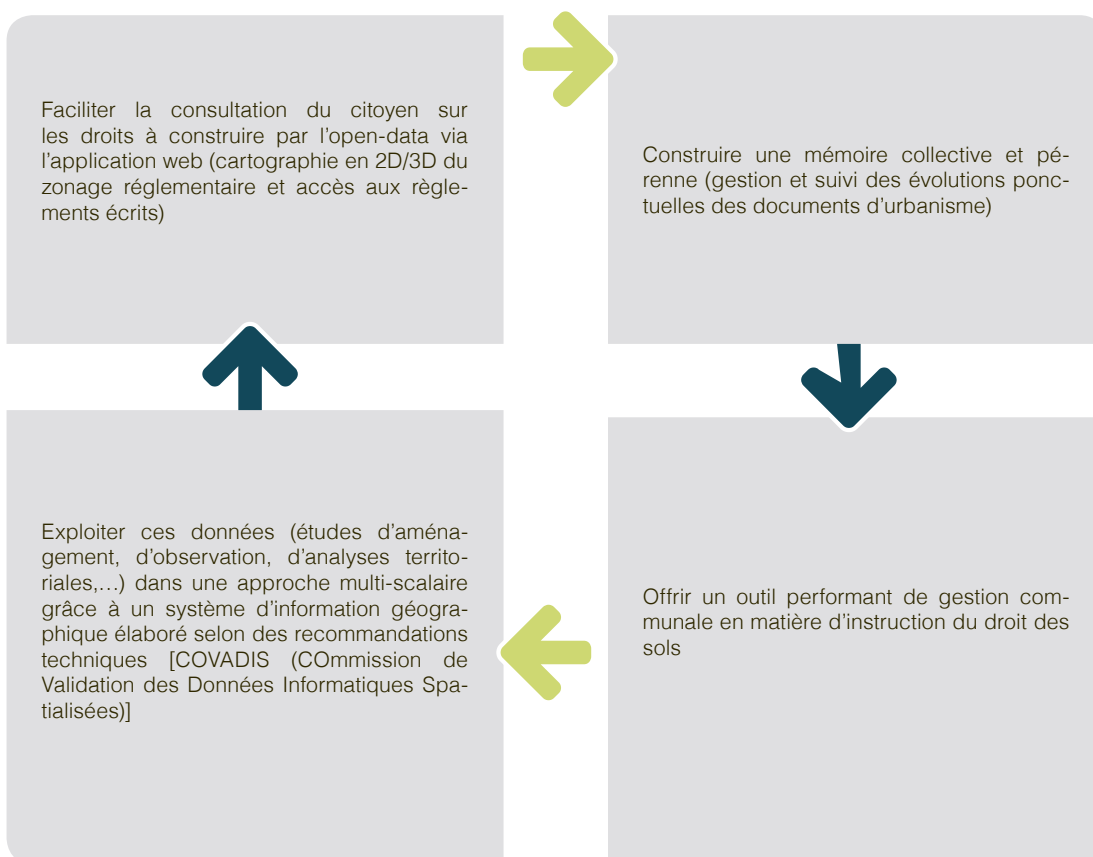 Faciliter la consultation du citoyen sur
les droits à construire par l'open-data via
l'application web (cartographie en 2D/3D du
zonage réglementaire et accès aux règle-
ments écrits)
Construire une mémoire collective et pé-
renne (gestion et suivi des évolutions ponc-
tuelles des documents d'urbanisme)
Offrir un outil performant de gestion com-
munale en matière d'instruction du droit des
sols
Exploiter ces données (études d'aména-
gement, d'observation, d'analyses territo-
riales,…) dans une approche multi-scalaire
grâce à un système d'information géogra-
phique élaboré selon des recommandations
techniques [COVADIS (COmmission de
Validation des Données Informatiques Spa-
tialisées)]